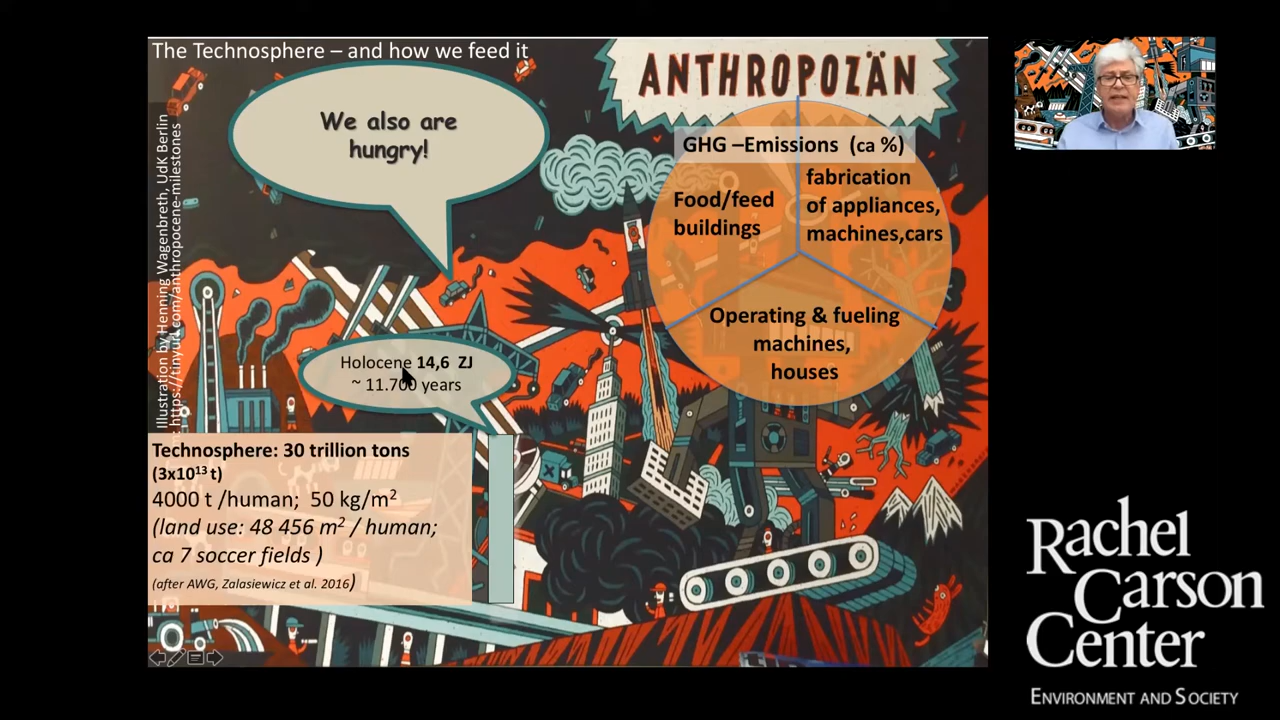 The Technosphere – and how we feed it
We also are
hungry!
ANTHROPOZÄN
GHG –Emissions (ca %)
Food/feed
buildings
fabrication
of appliances,
machines,cars
Operating & fueling
machines,
houses
Illustration by Henning Wagenbreth, UdK Berlin
https://tinyurl.com/anthropocene-milestones
Holocene 14,6 ZJ
~ 11.700 years
Technosphere: 30 trillion tons
(3x10¹³ t)
4000 t /human; 50 kg/m²
(land use: 48 456 m² / human;
ca 7 soccer fields )
(after AWG, Zalasiewicz et al. 2016)
Rachel
Carson
Center
ENVIRONMENT AND SOCIETY